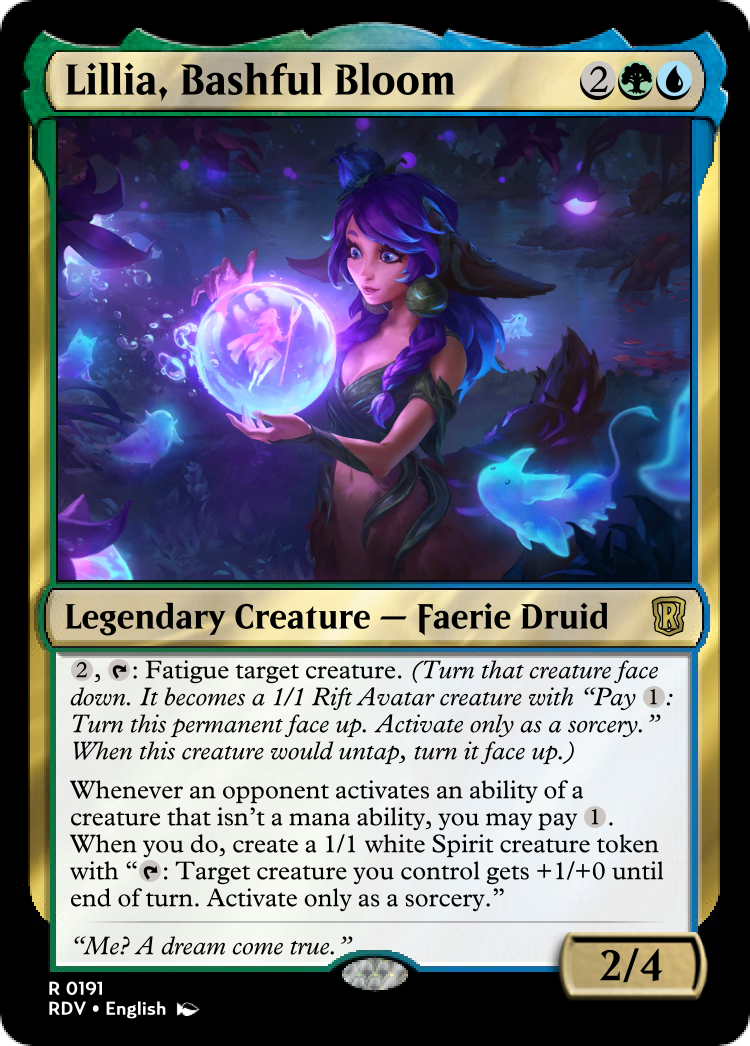 Lillia, Bashful Bloom 2
Legendary Creature — Faerie Druid R
2, : Fatigue target creature. (Turn that creature face
down. It becomes a 1/1 Rift Avatar creature with “Pay 1:
Turn this permanent face up. Activate only as a sorcery.”
When this creature would untap, turn it face up.)
Whenever an opponent activates an ability of a
creature that isn’t a mana ability, you may pay 1.
When you do, create a 1/1 white Spirit creature token
with “: Target creature you control gets +1/+0 until
end of turn. Activate only as a sorcery.”
“Me? A dream come true.”
2/4
R 0191
RDV • English